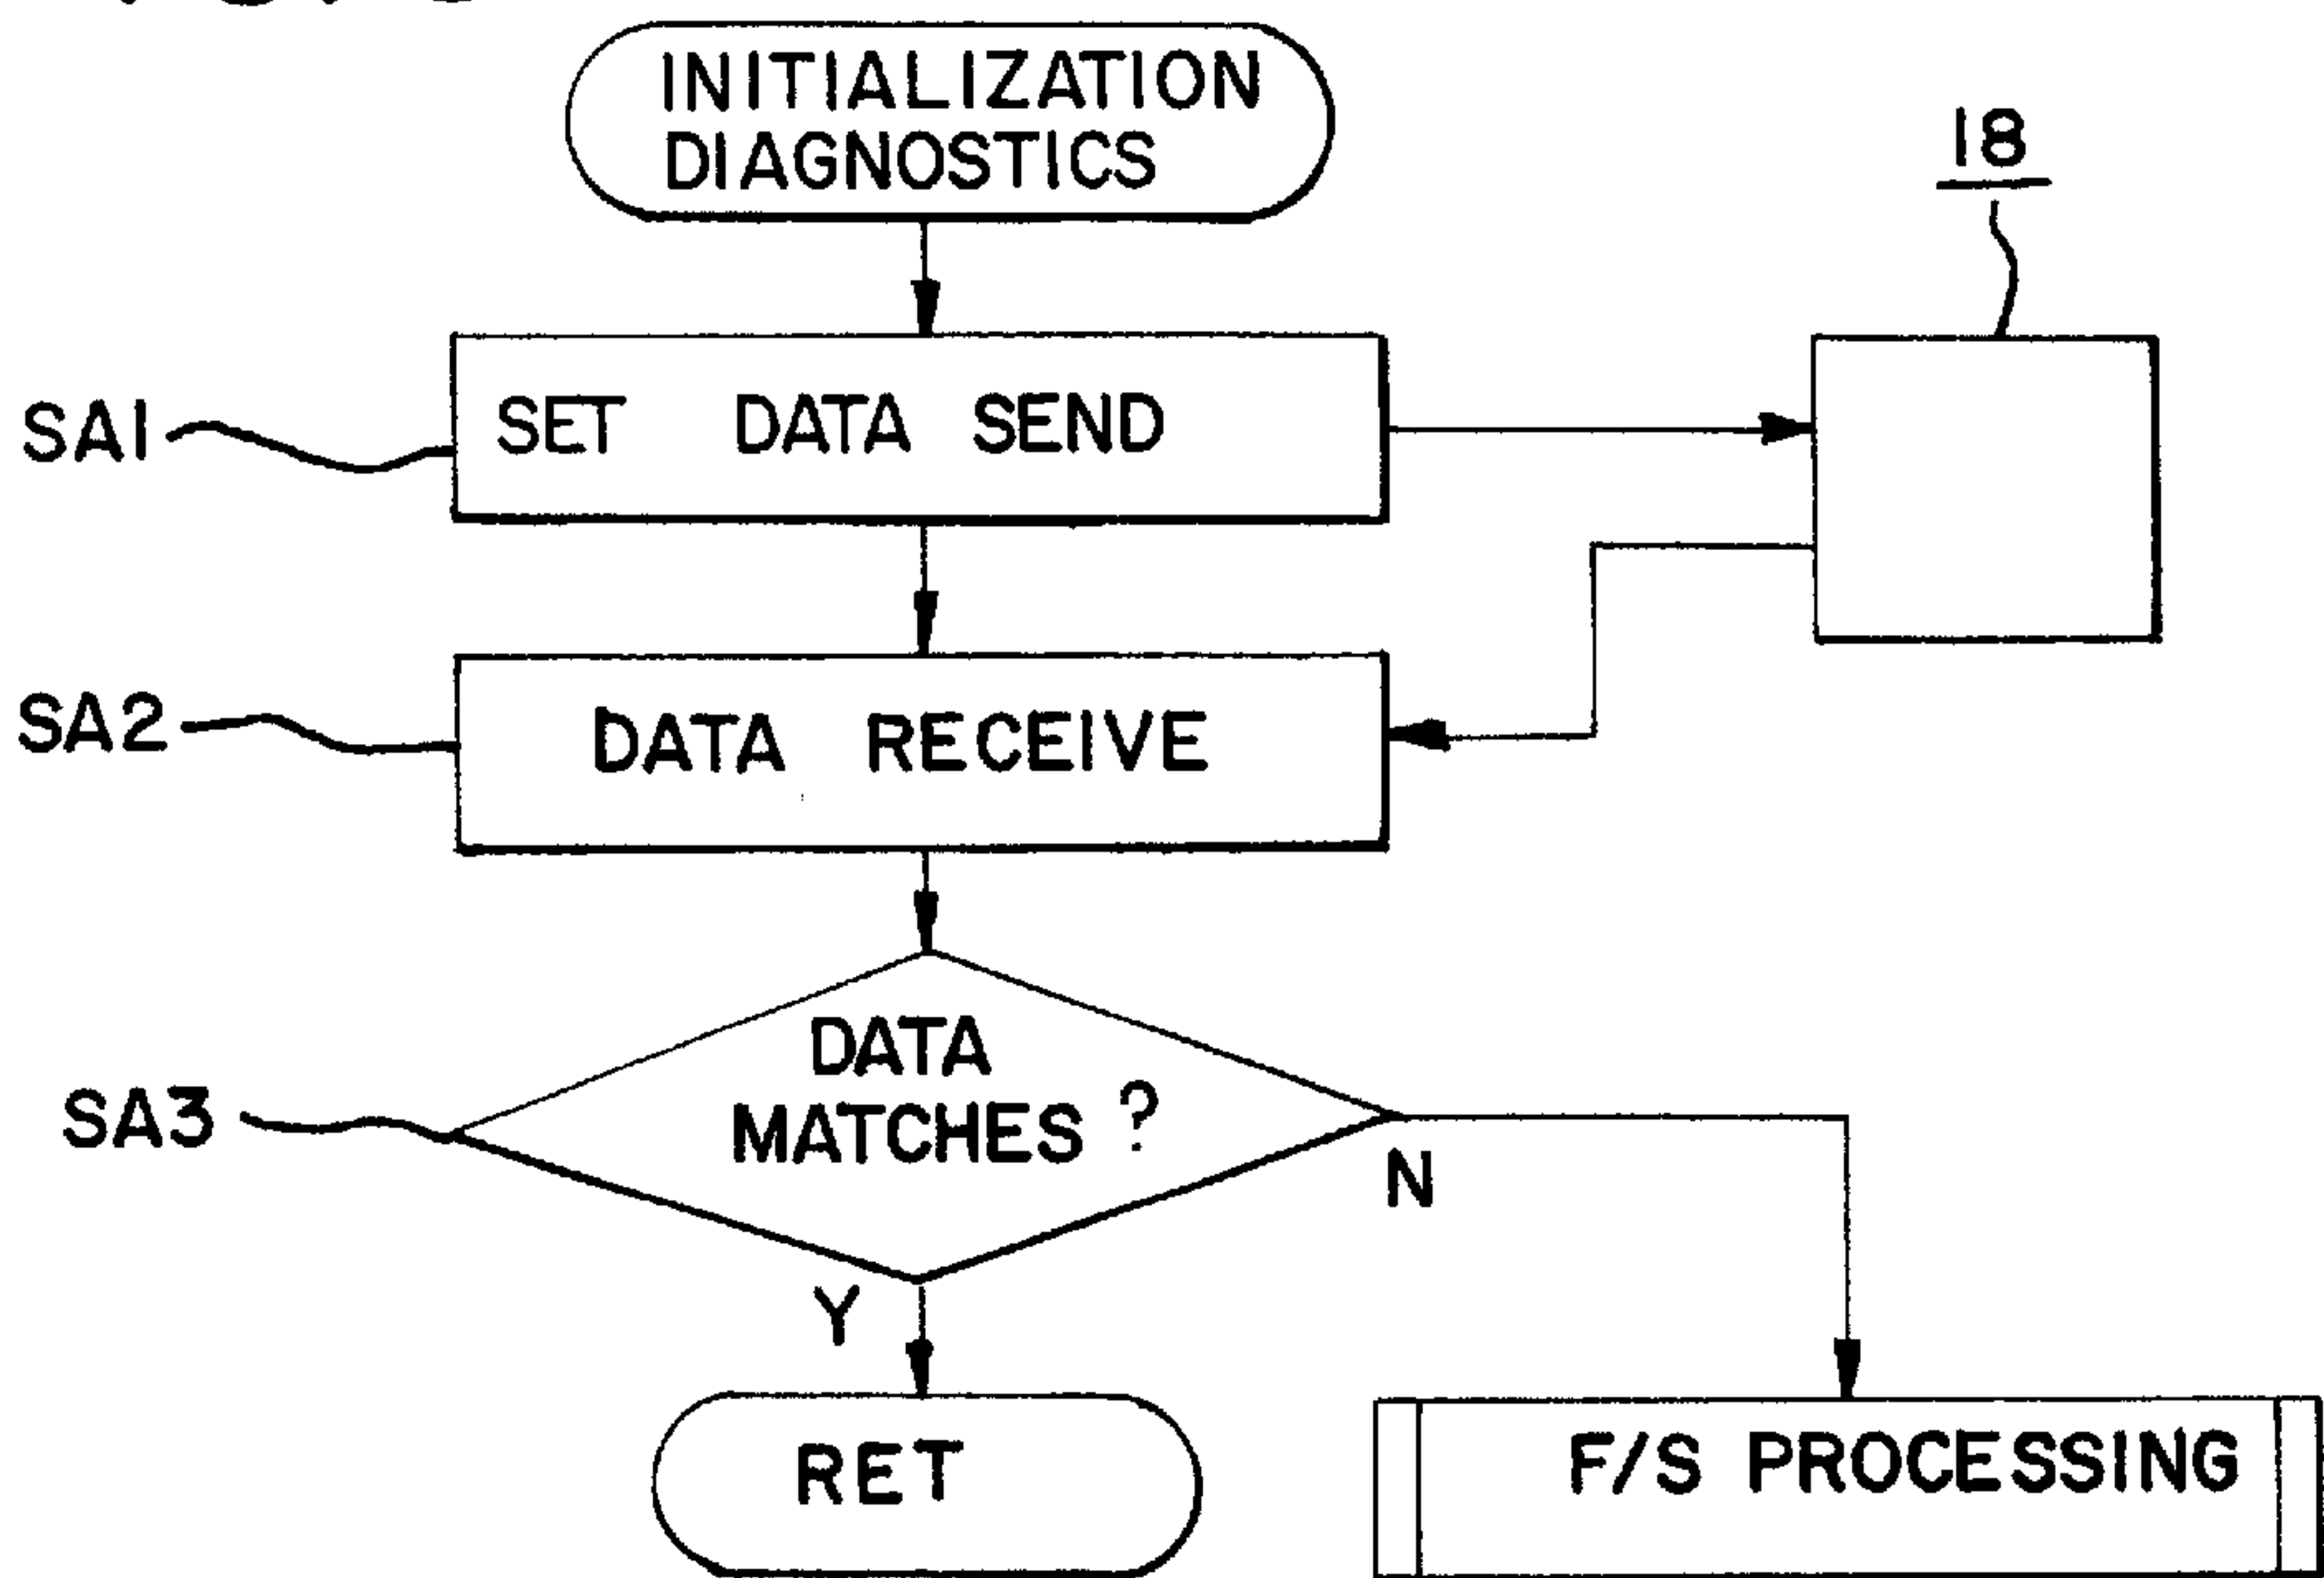 INITIALIZATION
DIAGNOSTICS
18
SA1
SET DATA SEND
SA2
DATA RECEIVE
SA3
DATA
MATCHES ?
N
Y
RET
F/S PROCESSING